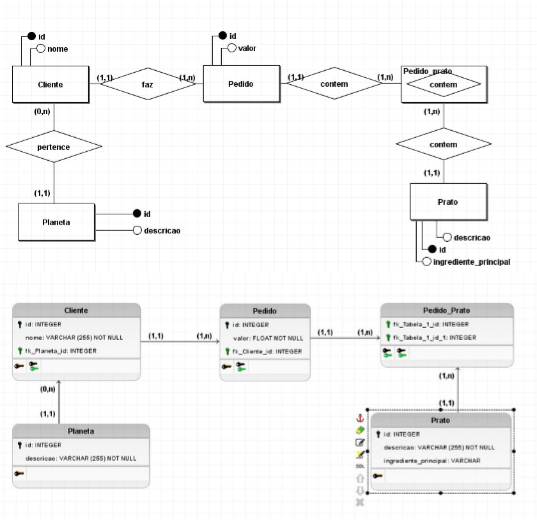 id
nome
id
valor
Cliente
(1,1)
faz
(1,n)
Pedido
(1,1)
contem
(1,n)
Pedido_prato
contem
(0,n)
(1,n)
pertence
contem
(1,1)
(1,1)
Planeta
id
descricao
Prato
descricao
id
ingrediente_principal
Cliente
id: INTEGER
nome: VARCHAR (255) NOT NULL
fk_Planeta_id: INTEGER
(1,1)
(1,n)
Pedido
id: INTEGER
valor: FLOAT NOT NULL
fk_Cliente_id: INTEGER
(1,1)
(1,n)
Pedido_Prato
fk_Tabela_1_id: INTEGER
fk_Tabela_1_id_1: INTEGER
(0,n)
(1,n)
(1,1)
(1,1)
Planeta
id: INTEGER
descricao: VARCHAR (255) NOT NULL
Prato
id: INTEGER
descricao: VARCHAR (255) NOT NULL
ingrediente_principal: VARCHAR
DDL